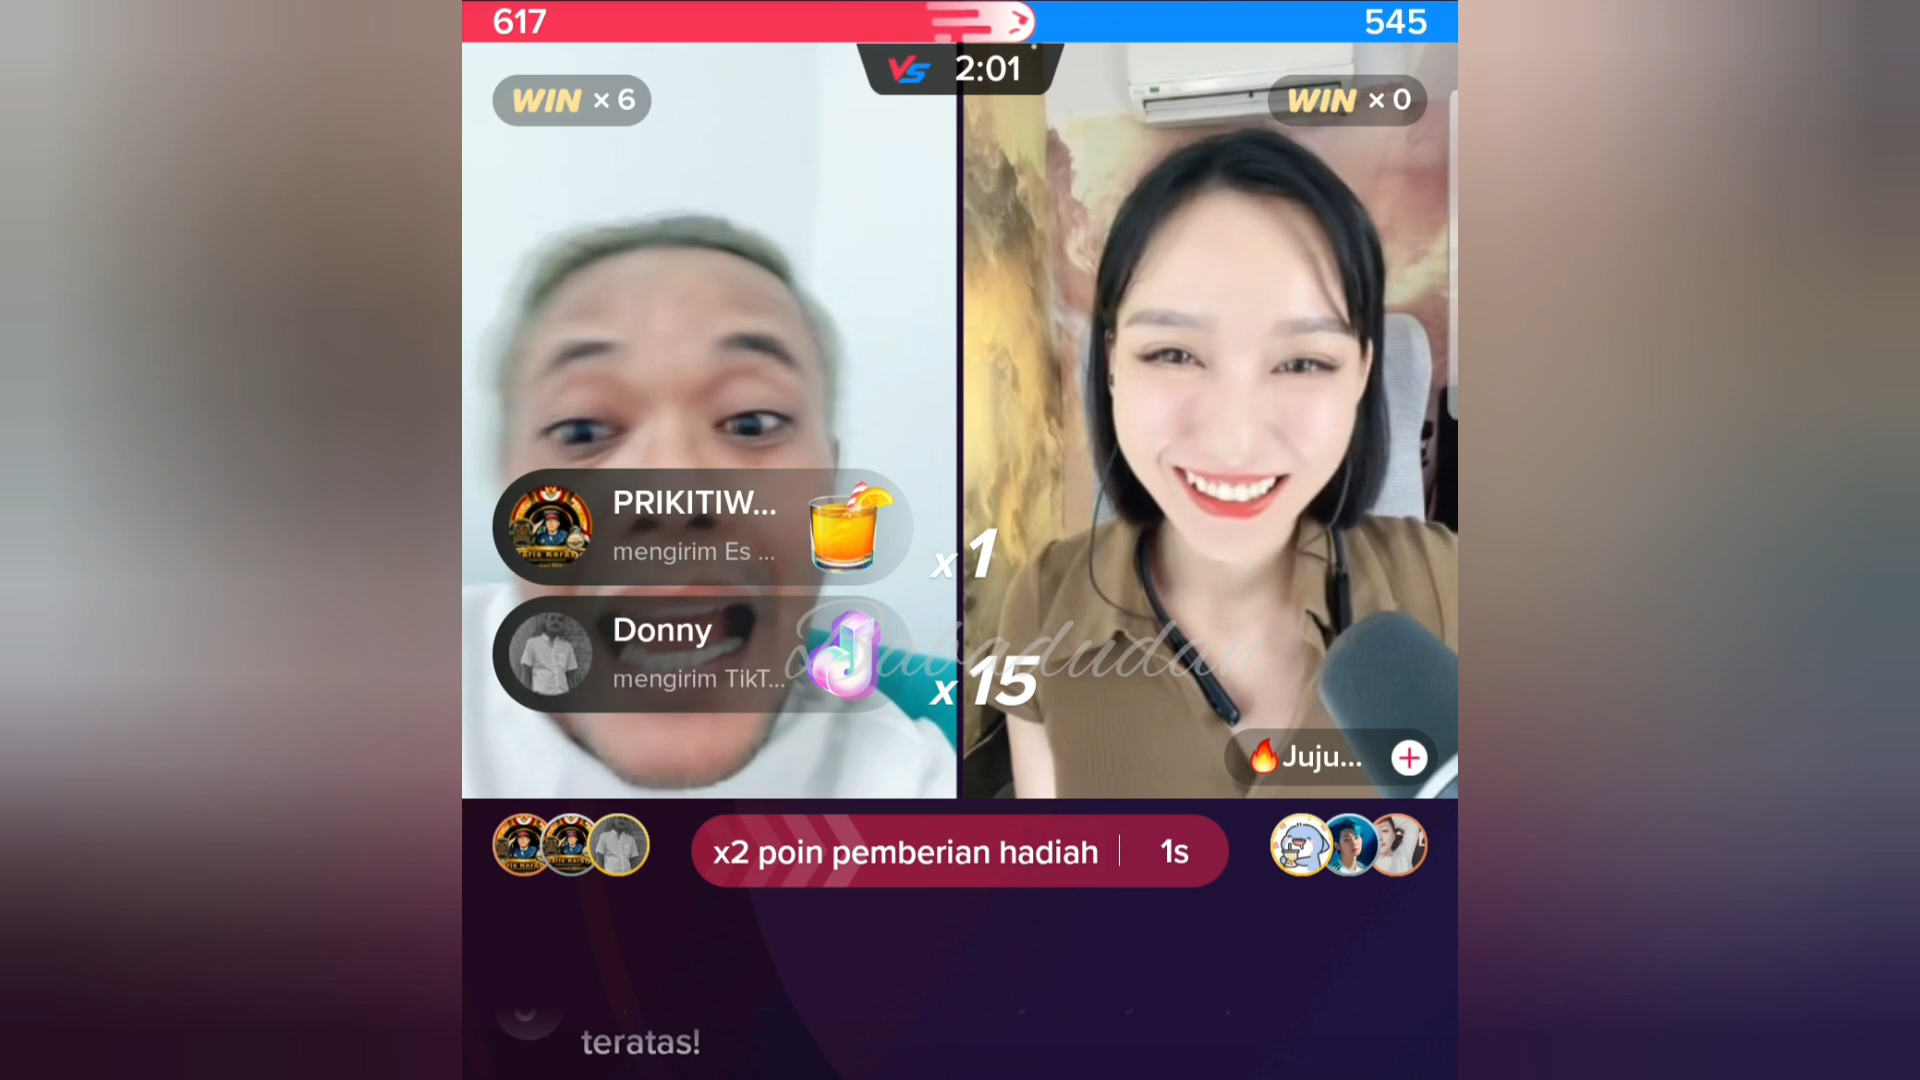 617
545
VS 2:01
WIN × 6
WIN × 0
PRIKITIW...
mengirim Es ...
x1
Donny
mengirim TikT...
x15
Babadudan
🔥Juju...
x2 poin pemberian hadiah | 1s
teratas!